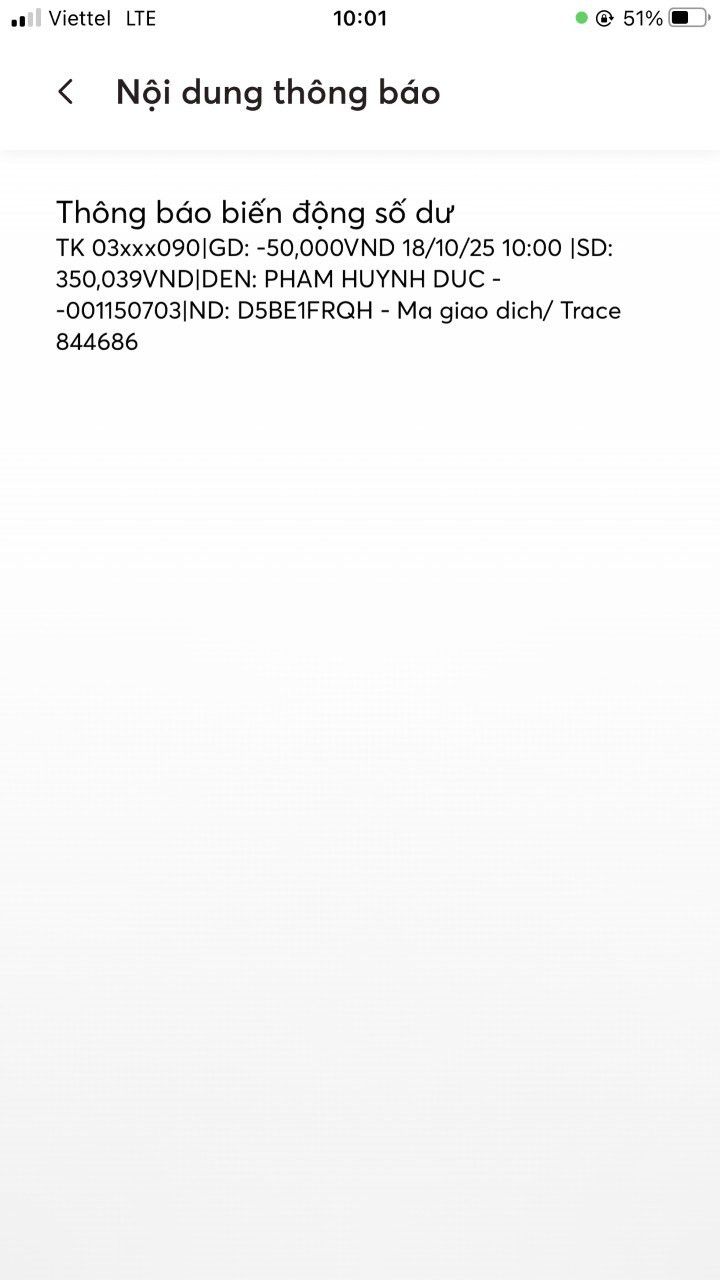 Viettel LTE 10:01 51%
Nội dung thông báo
Thông báo biến động số dư
TK 03xxx090|GD: -50,000VND 18/10/25 10:00 |SD:
350,039VND|DEN: PHAM HUYNH DUC -
-001150703|ND: D5BE1FRQH - Ma giao dich/ Trace
844686